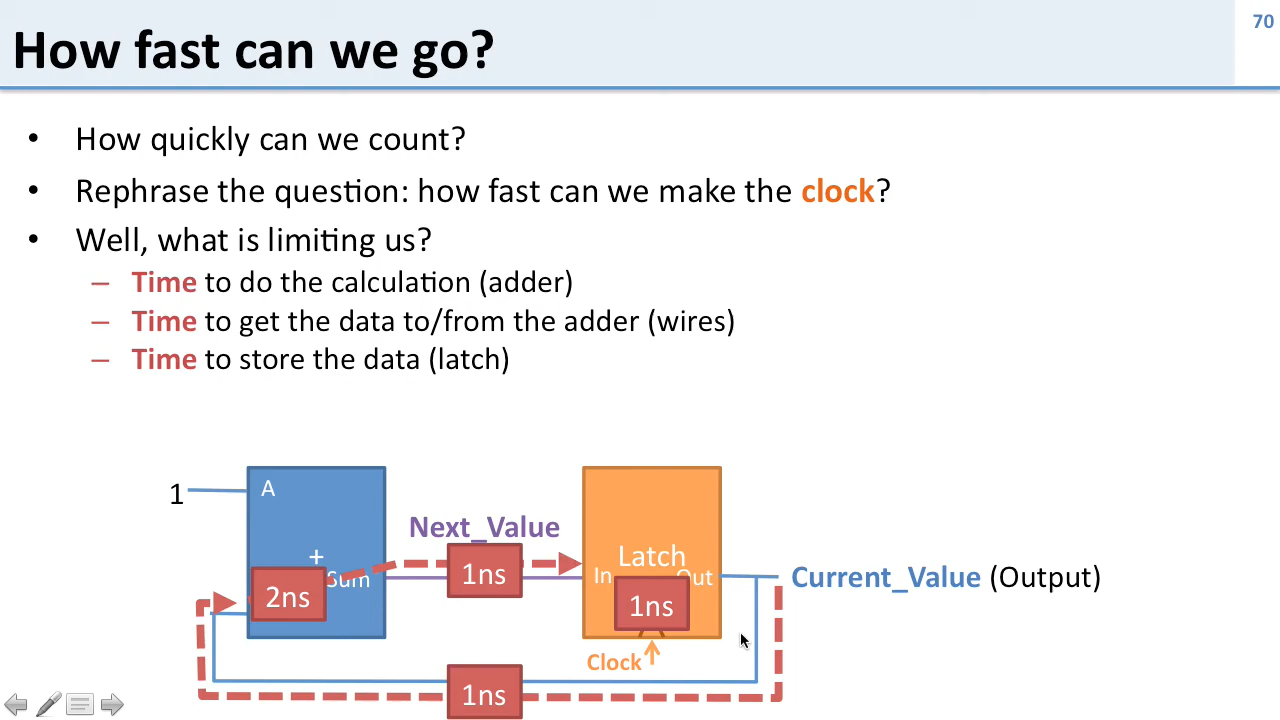 70
How fast can we go?
• How quickly can we count?
• Rephrase the question: how fast can we make the clock?
• Well, what is limiting us?
– Time to do the calculation (adder)
– Time to get the data to/from the adder (wires)
– Time to store the data (latch)
1
A
+
Sum
2ns
Next_Value
1ns
Latch
In
Out
1ns
Clock
Current_Value (Output)
1ns